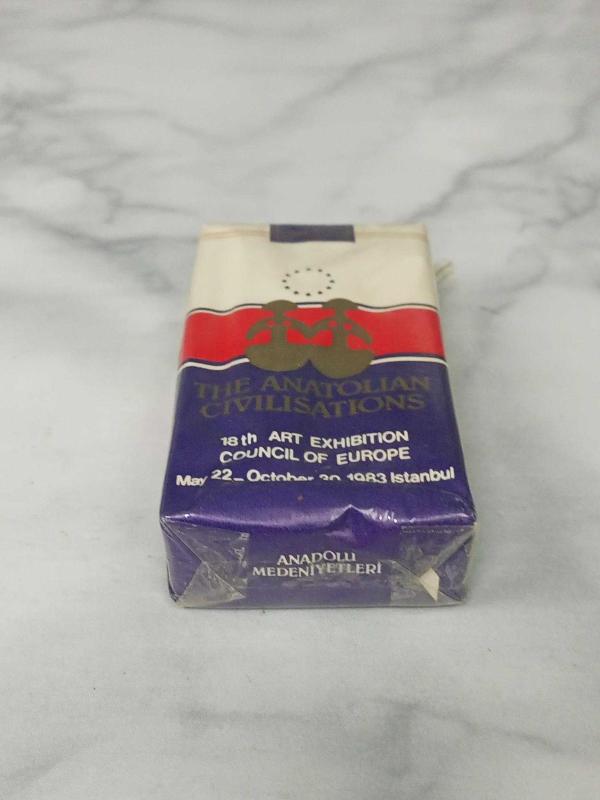 THE ANATOLIAN
CIVILISATIONS
18th ART EXHIBITION
COUNCIL OF EUROPE
May 22 - October 30 1983 Istanbul
ANADOLU
MEDENİYETLERİ